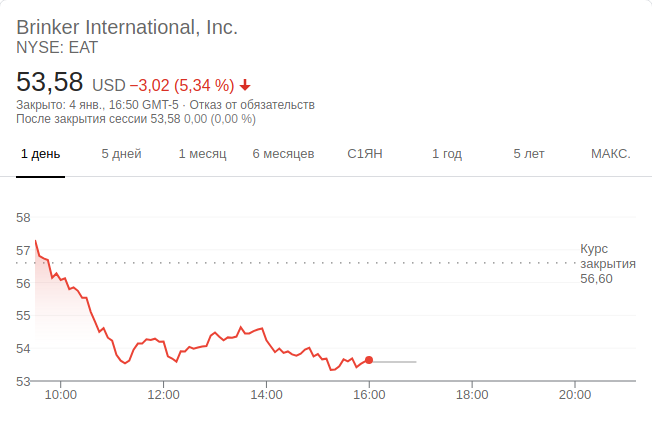 Brinker International, Inc.
NYSE: EAT
53,58 USD −3,02 (5,34 %)
Закрыто: 4 янв., 16:50 GMT-5 · Отказ от обязательств
После закрытия сессии 53,58 0,00 (0,00 %)
1 день 5 дней 1 месяц 6 месяцев С1ЯН 1 год 5 лет МАКС.
58
57
56
55
54
53
Курс
закрытия
56,60
10:00 12:00 14:00 16:00 18:00 20:00